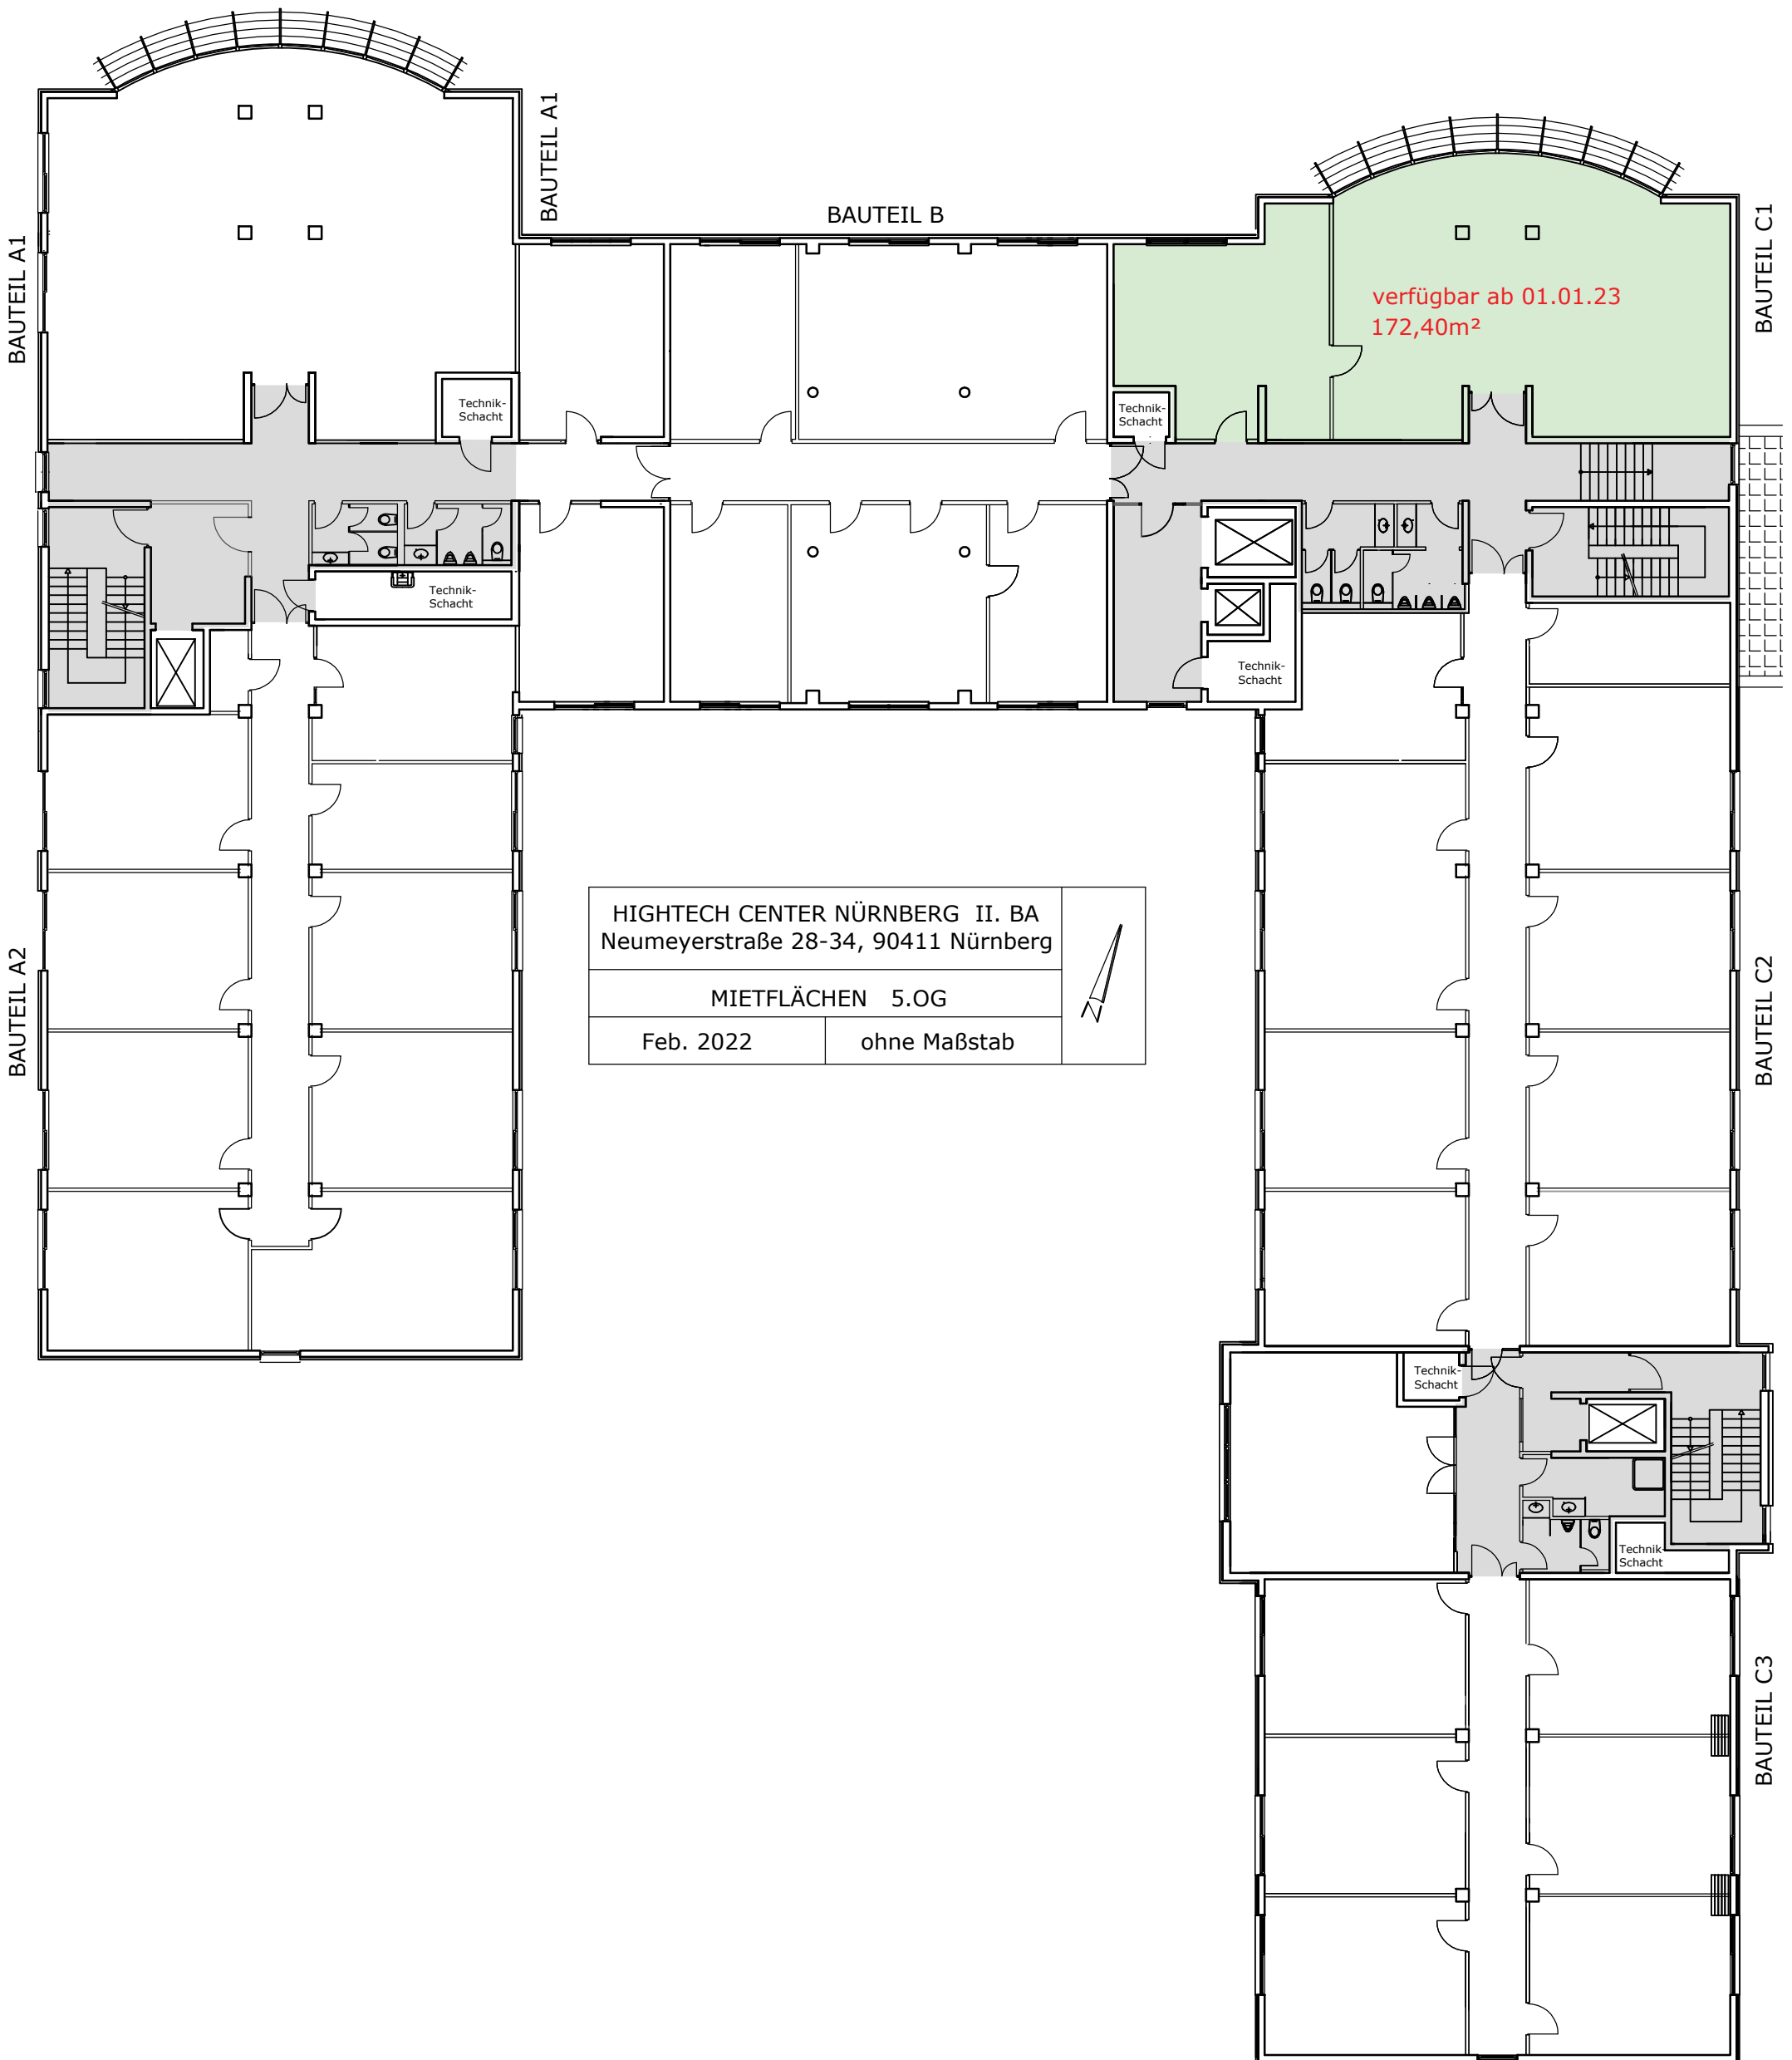 BAUTEIL A1
BAUTEIL A1
BAUTEIL B
BAUTEIL C1
verfügbar ab 01.01.23
172,40m²
Technik-
Schacht
Technik-
Schacht
Technik-
Schacht
Technik-
Schacht
HIGHTECH CENTER NÜRNBERG II. BA
Neumeyerstraße 28-34, 90411 Nürnberg
MIETFLÄCHEN 5.OG
Feb. 2022
ohne Maßstab
N
BAUTEIL A2
BAUTEIL C2
Technik-
Schacht
Technik-
Schacht
BAUTEIL C3